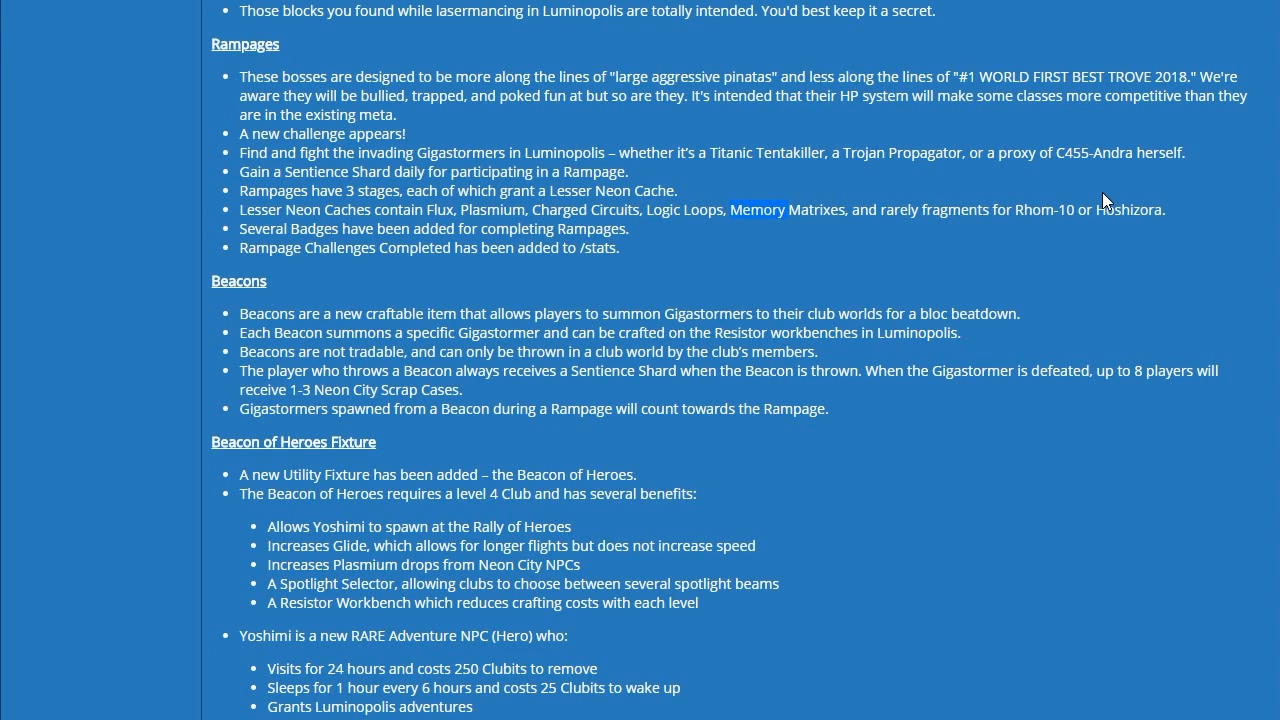 Those blocks you found while lasermancing in Luminopolis are totally intended. You'd best keep it a secret.
Rampages
These bosses are designed to be more along the lines of "large aggressive pinatas" and less along the lines of "#1 WORLD FIRST BEST TROVE 2018." We're
aware they will be bullied, trapped, and poked fun at but so are they. It's intended that their HP system will make some classes more competitive than they
are in the existing meta.
A new challenge appears!
Find and fight the invading Gigastormers in Luminopolis – whether it's a Titanic Tentakiller, a Trojan Propagator, or a proxy of C455-Andra herself.
Gain a Sentience Shard daily for participating in a Rampage.
Rampages have 3 stages, each of which grant a Lesser Neon Cache.
Lesser Neon Caches contain Flux, Plasmium, Charged Circuits, Logic Loops, Memory Matrixes, and rarely fragments for Rhom-10 or Hoshizora.
Several Badges have been added for completing Rampages.
Rampage Challenges Completed has been added to /stats.
Beacons
Beacons are a new craftable item that allows players to summon Gigastormers to their club worlds for a bloc beatdown.
Each Beacon summons a specific Gigastormer and can be crafted on the Resistor workbenches in Luminopolis.
Beacons are not tradable, and can only be thrown in a club world by the club's members.
The player who throws a Beacon always receives a Sentience Shard when the Beacon is thrown. When the Gigastormer is defeated, up to 8 players will
receive 1-3 Neon City Scrap Cases.
Gigastormers spawned from a Beacon during a Rampage will count towards the Rampage.
Beacon of Heroes Fixture
A new Utility Fixture has been added – the Beacon of Heroes.
The Beacon of Heroes requires a level 4 Club and has several benefits:
Allows Yoshimi to spawn at the Rally of Heroes
Increases Glide, which allows for longer flights but does not increase speed
Increases Plasmium drops from Neon City NPCs
A Spotlight Selector, allowing clubs to choose between several spotlight beams
A Resistor Workbench which reduces crafting costs with each level
Yoshimi is a new RARE Adventure NPC (Hero) who:
Visits for 24 hours and costs 250 Clubits to remove
Sleeps for 1 hour every 6 hours and costs 25 Clubits to wake up
Grants Luminopolis adventures